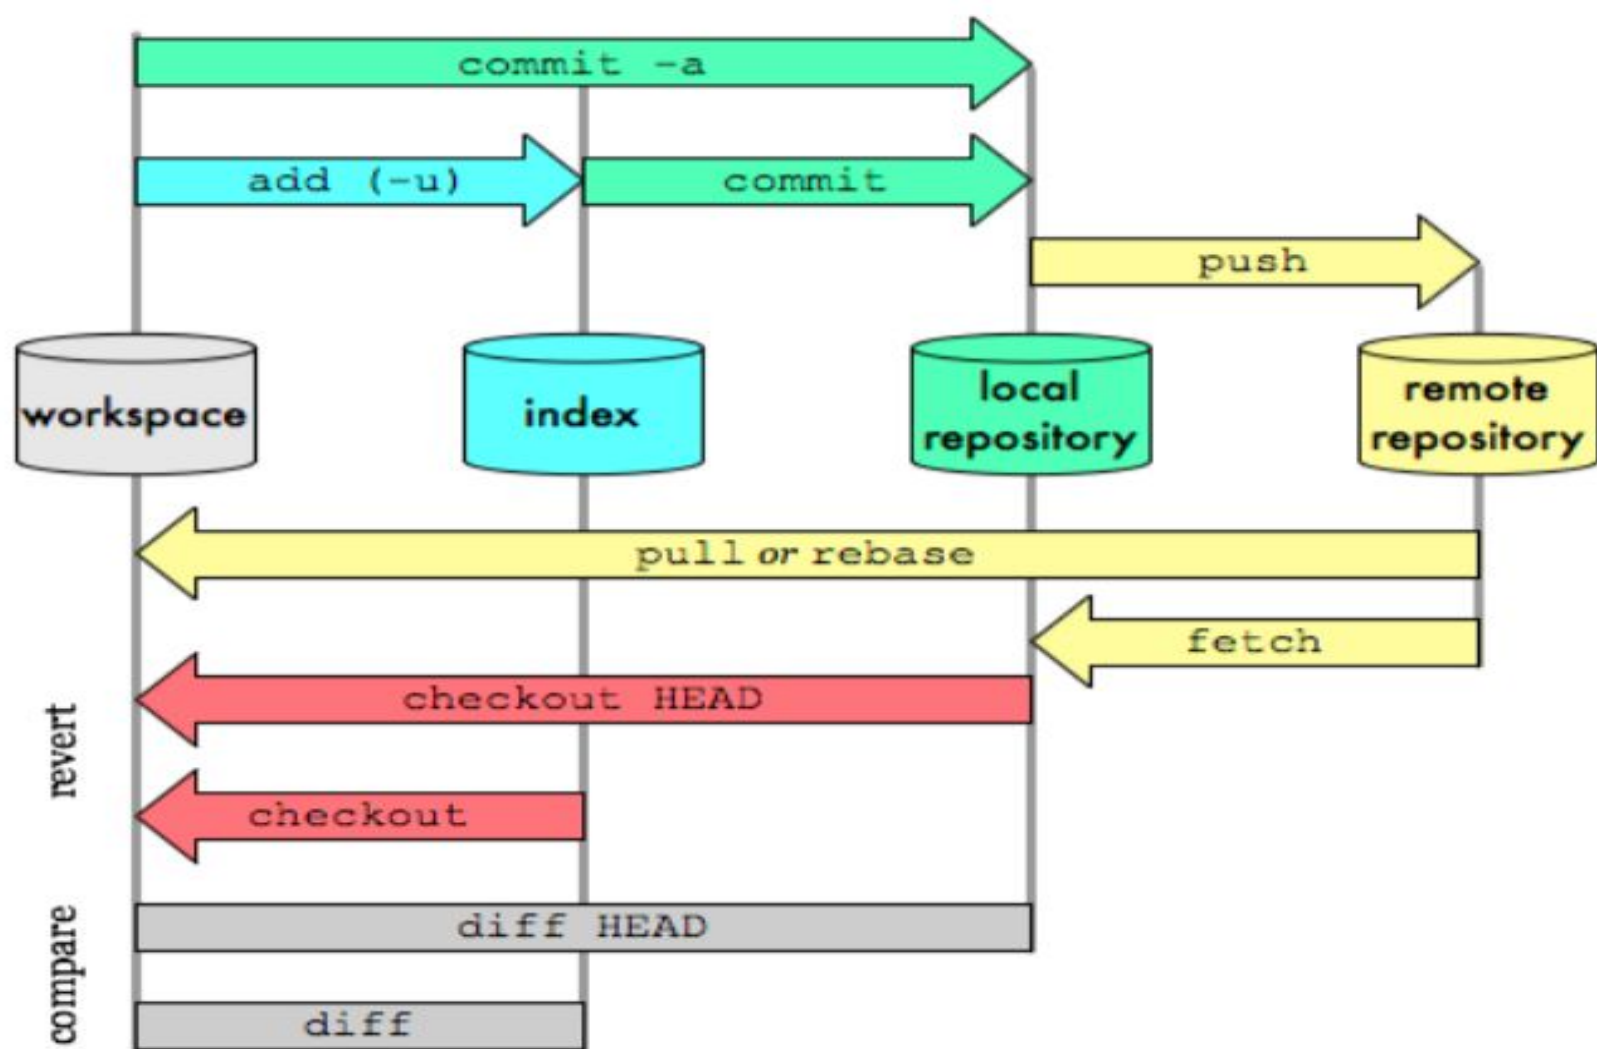 commit -a
add (-u)
commit
push
workspace
index
local
repository
remote
repository
pull or rebase
fetch
revert
checkout HEAD
checkout
compare
diff HEAD
diff